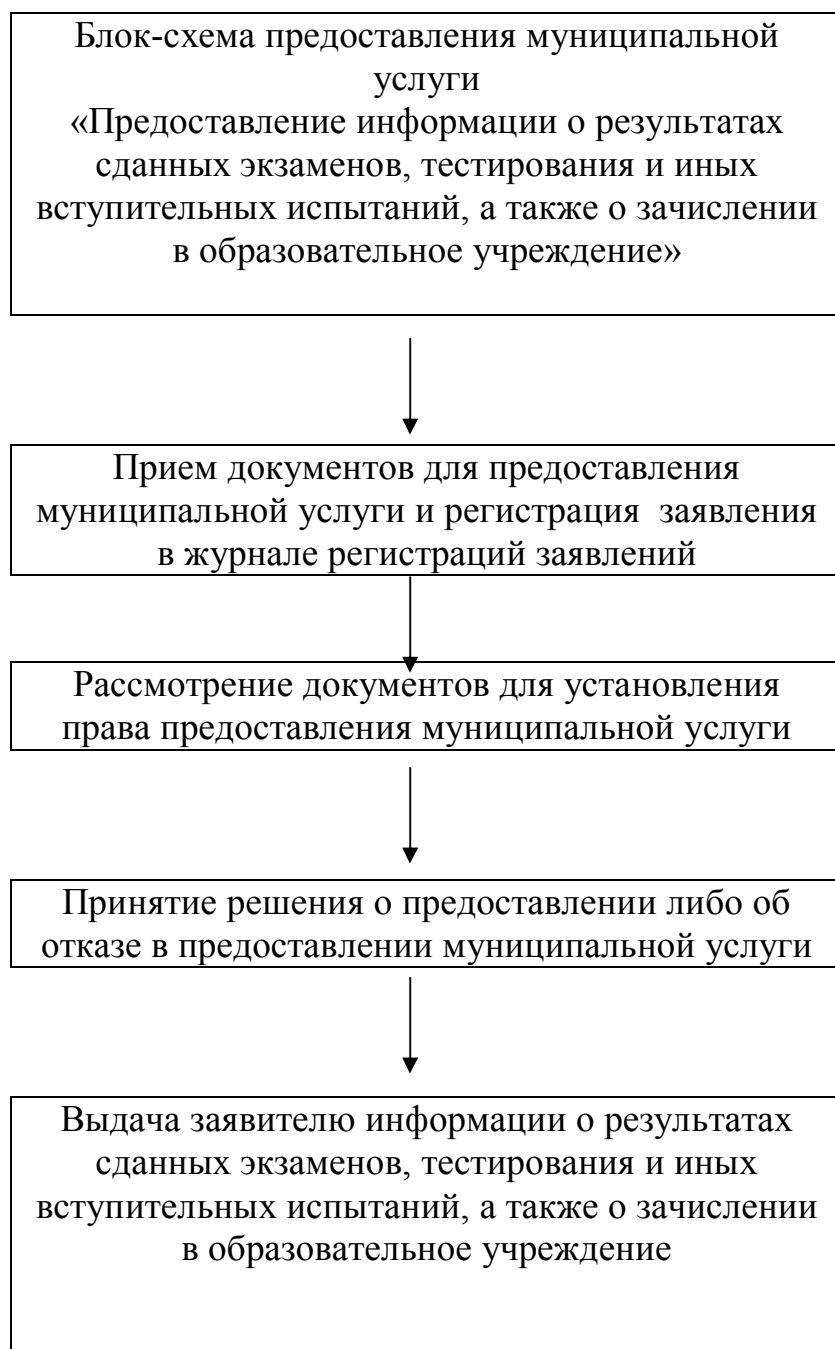 Блок-схема предоставления муниципальной
услуги
«Предоставление информации о результатах
сданных экзаменов, тестирования и иных
вступительных испытаний, а также о зачислении
в образовательное учреждение»
Прием документов для предоставления
муниципальной услуги и регистрация  заявления
в журнале регистраций заявлений
Рассмотрение документов для установления
права предоставления муниципальной услуги
Принятие решения о предоставлении либо об
отказе в предоставлении муниципальной услуги
Выдача заявителю информации о результатах
сданных экзаменов, тестирования и иных
вступительных испытаний, а также о зачислении
в образовательное учреждение